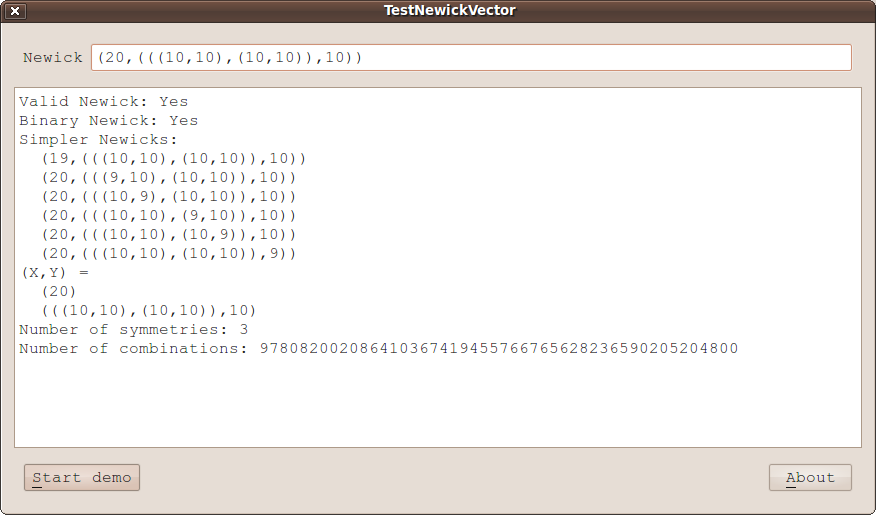 TestNewickVector
Newick (20,(((10,10),(10,10)),10))
Valid Newick: Yes
Binary Newick: Yes
Simpler Newicks:
(19,(((10,10),(10,10)),10))
(20,(((9,10),(10,10)),10))
(20,(((10,9),(10,10)),10))
(20,(((10,10),(9,10)),10))
(20,(((10,10),(10,9)),10))
(20,(((10,10),(10,10)),9))
(X,Y) =
(20)
(((10,10),(10,10)),10)
Number of symmetries: 3
Number of combinations: 978082002086410367419455766765628236590205204800
Start demo
About